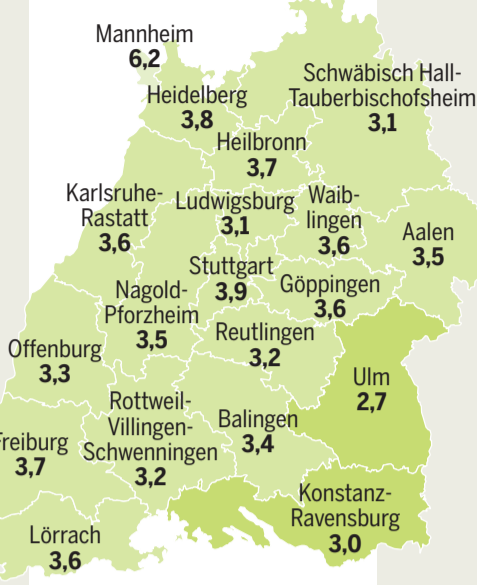 Mannheim
6,2
Heidelberg
3,8
Schwäbisch Hall-
Tauberbischofsheim
3,1
Heilbronn
3,7
Karlsruhe-
Rastatt
3,6
Ludwigsburg
3,1
Waib-
lingen
3,6
Aalen
3,5
Stuttgart
3,9
Göppingen
3,6
Nagold-
Pforzheim
3,5
Reutlingen
3,2
Offenburg
3,3
Ulm
2,7
Rottweil-
Villingen-
Schwenningen
3,2
Balingen
3,4
Freiburg
3,7
Konstanz-
Ravensburg
3,0
Lörrach
3,6